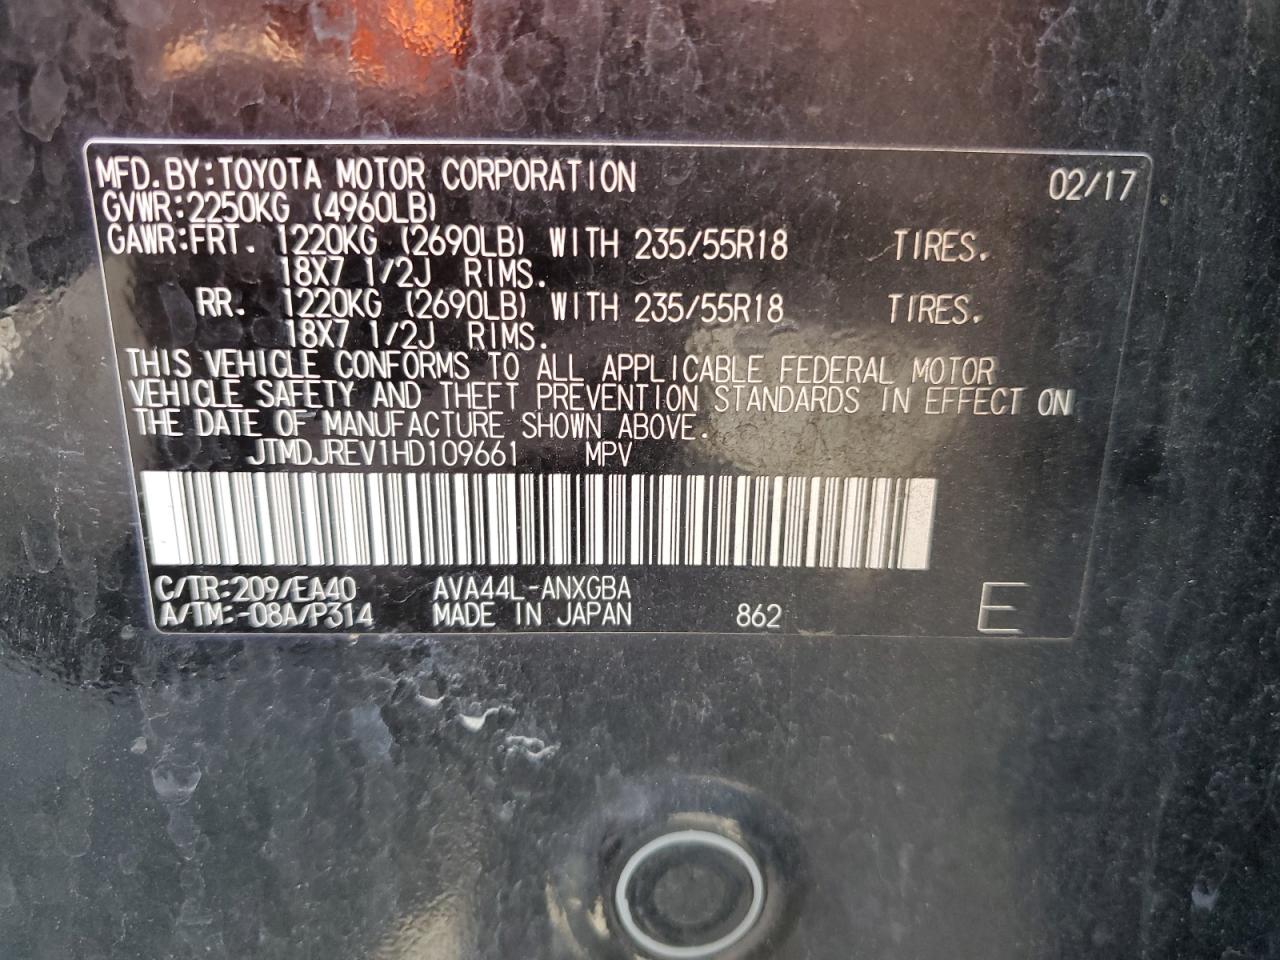 MFD.BY:TOYOTA MOTOR CORPORATION 02/17
GVWR:2250KG (4960LB)
GAWR:FRT. 1220KG (2690LB) WITH 235/55R18 TIRES.
18X7 1/2J RIMS.
RR. 1220KG (2690LB) WITH 235/55R18 TIRES.
18X7 1/2J RIMS.
THIS VEHICLE CONFORMS TO ALL APPLICABLE FEDERAL MOTOR
VEHICLE SAFETY AND THEFT PREVENTION STANDARDS IN EFFECT ON
THE DATE OF MANUFACTURE SHOWN ABOVE.
JTMDJREV1HD109661 MPV
C/TR:209/EA40 AVA44L-ANXGBA
A/TM:-08A/P314 MADE IN JAPAN 862 E